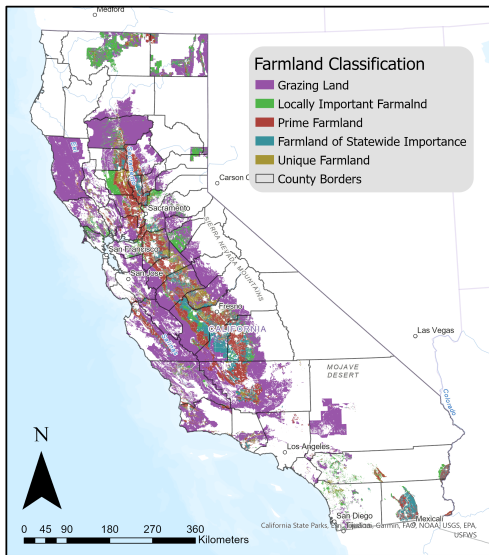 Medford
Farmland Classification
Grazing Land
Locally Important Farmalnd
Prime Farmland
Farmland of Statewide Importance
Unique Farmland
County Borders
Eel
Carson C
Sacramento
SIERRA NEVADA MOUNTAINS
San Francisco
San Jose
Fresno
CALIFORNIA
Las Vegas
MOJAVE
DESERT
Colorado
N
Los Angeles
San Diego
Mexicali
Tijuana
California State Parks, Esri, Garmin, FAO, NOAA, USGS, EPA,
USFWS
0 45 90 180 270 360
Kilometers